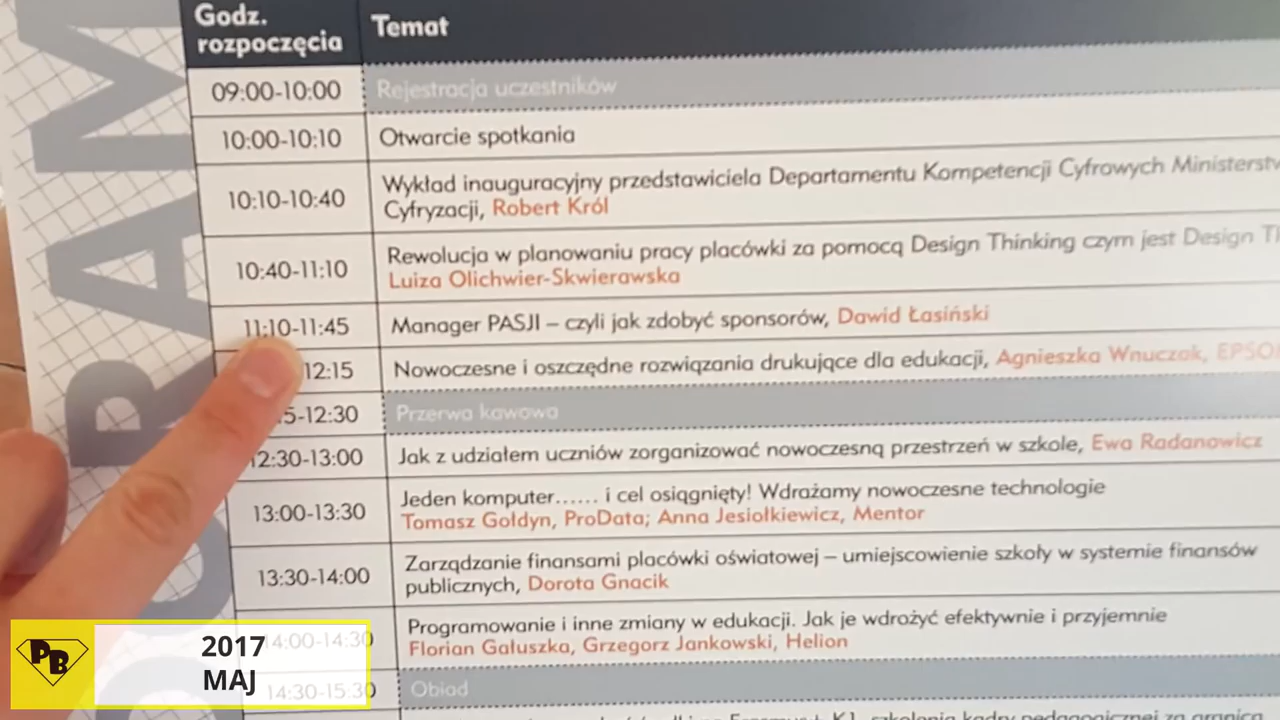 Godz.
rozpoczęcia
Temat
09:00-10:00
Rejestracja uczestników
10:00-10:10
Otwarcie spotkania
10:10-10:40
Wykład inauguracyjny przedstawiciela Departamentu Kompetencji Cyfrowych Ministerstw
Cyfryzacji, Robert Król
10:40-11:10
Rewolucja w planowaniu pracy placówki za pomocą Design Thinking czym jest Design
Luiza Olichwier-Skwierawska
11:10-11:45
Manager PASJI – czyli jak zdobyć sponsorów, Dawid Łasiński
12:15
Nowoczesne i oszczędne rozwiązania drukujące dla edukacji, Agnieszka Wnuczak, EPSO
5-12:30
Przerwa kawowa
12:30-13:00
Jak z udziałem uczniów zorganizować nowoczesną przestrzeń w szkole, Ewa Radanowicz
13:00-13:30
Jeden komputer...... i cel osiągnięty! Wdrażamy nowoczesne technologie
Tomasz Gołdyn, ProData; Anna Jesiołkiewicz, Mentor
13:30-14:00
Zarządzanie finansami placówki oświatowej – umiejscowienie szkoły w systemie finansów
publicznych, Dorota Gnacik
14:00-14:30
Programowanie i inne zmiany w edukacji. Jak je wdrożyć efektywnie i przyjemnie
Florian Gałuszka, Grzegorz Jankowski, Helion
14:30-15:30
Obiad
PB
2017
MAJ